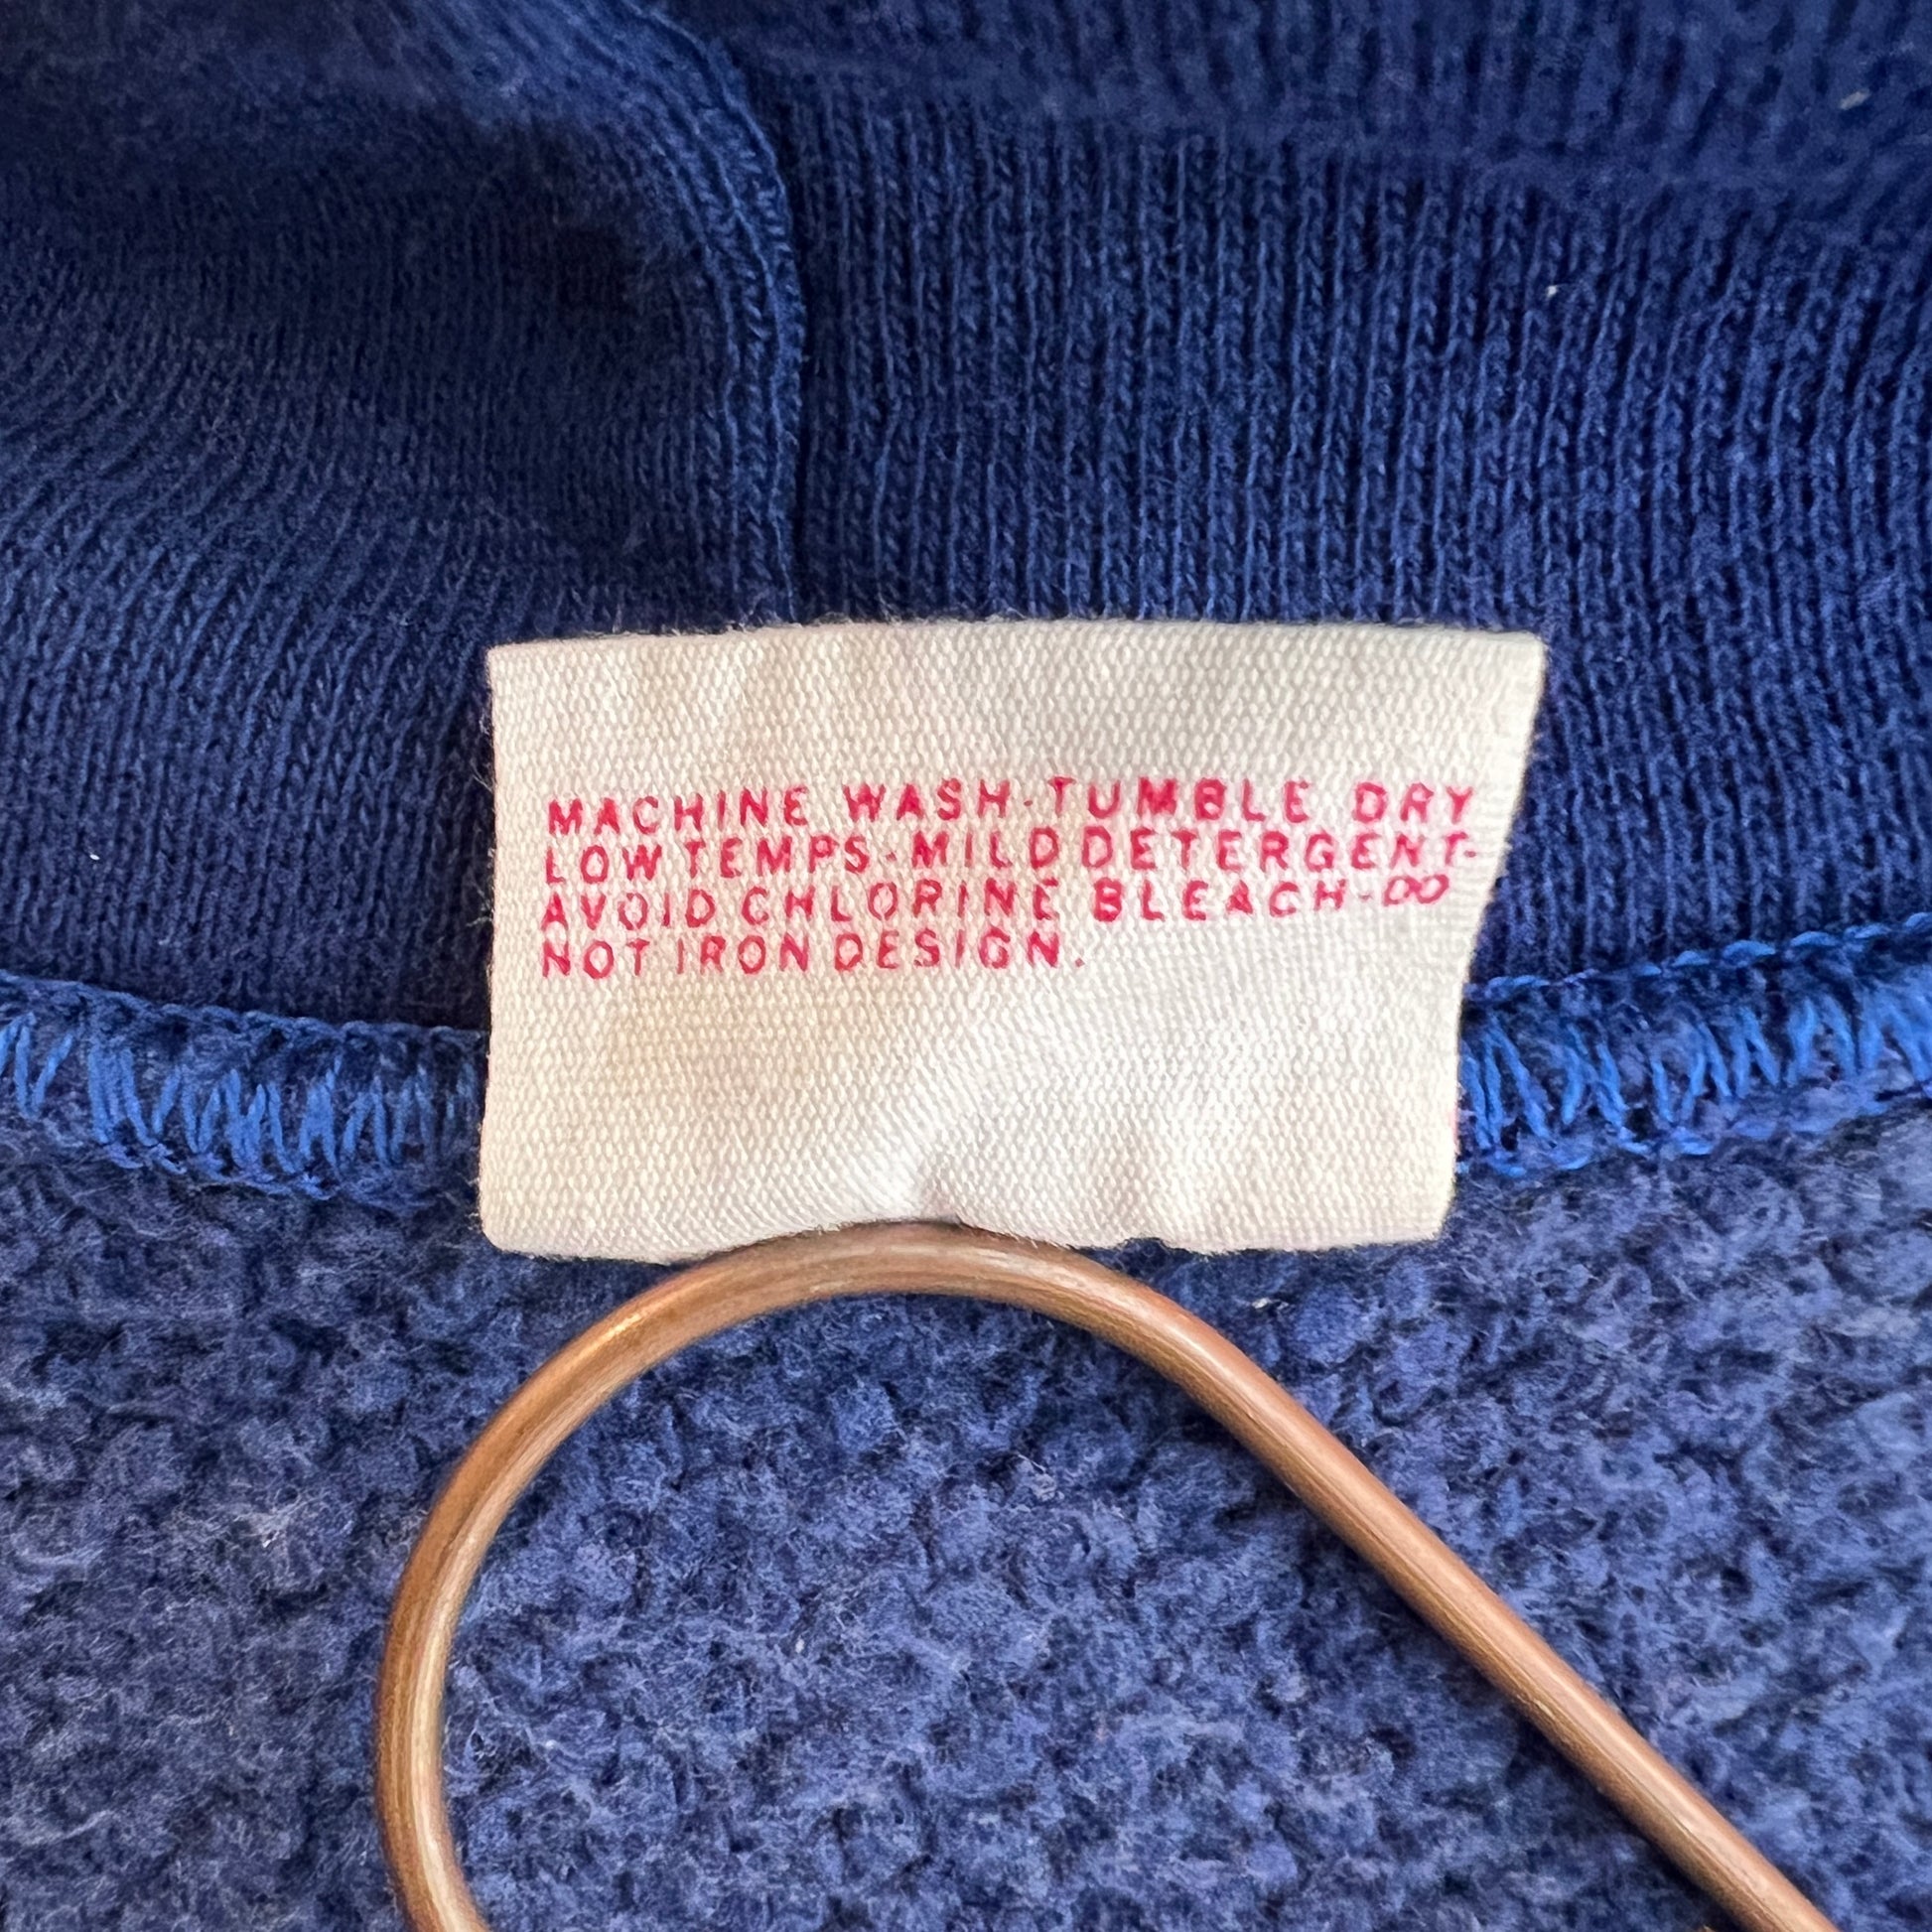 MACHINE WASH-TUMBLE DRY
LOW TEMPS-MILD DETERGENT-
AVOID CHLORINE BLEACH-DO
NOT IRON DESIGN.